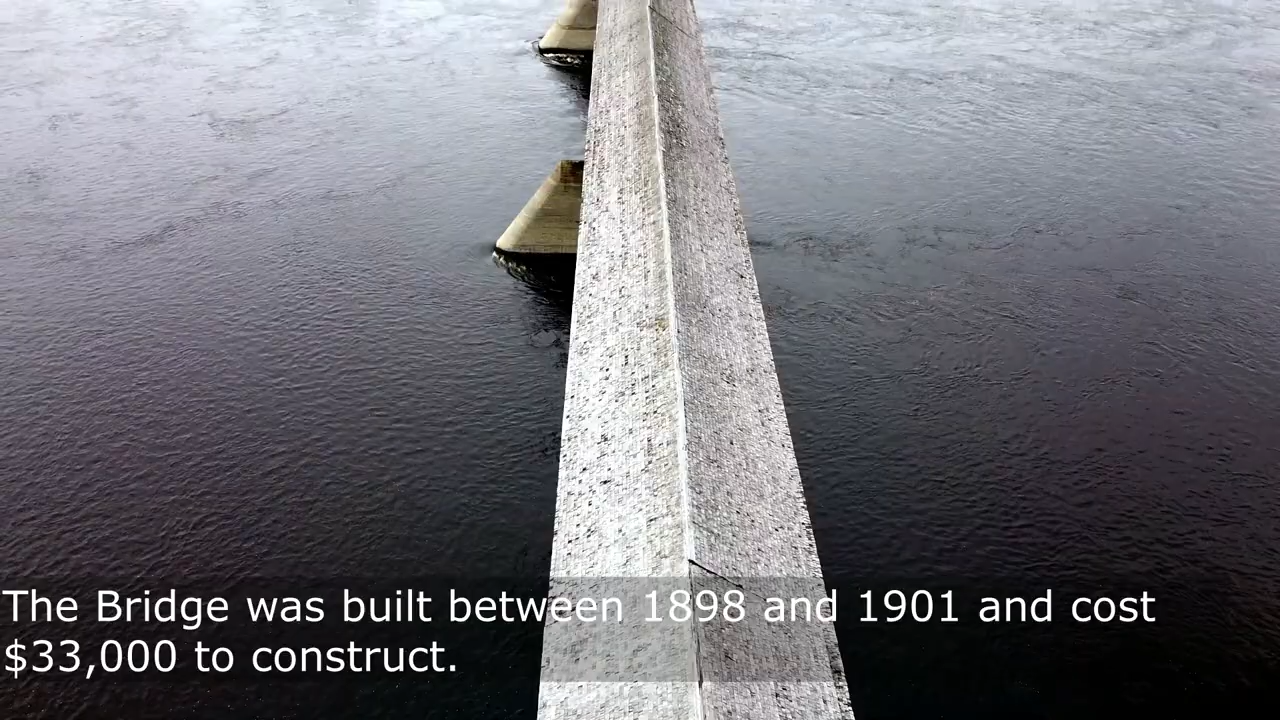 The Bridge was built between 1898 and 1901 and cost
$33,000 to construct.